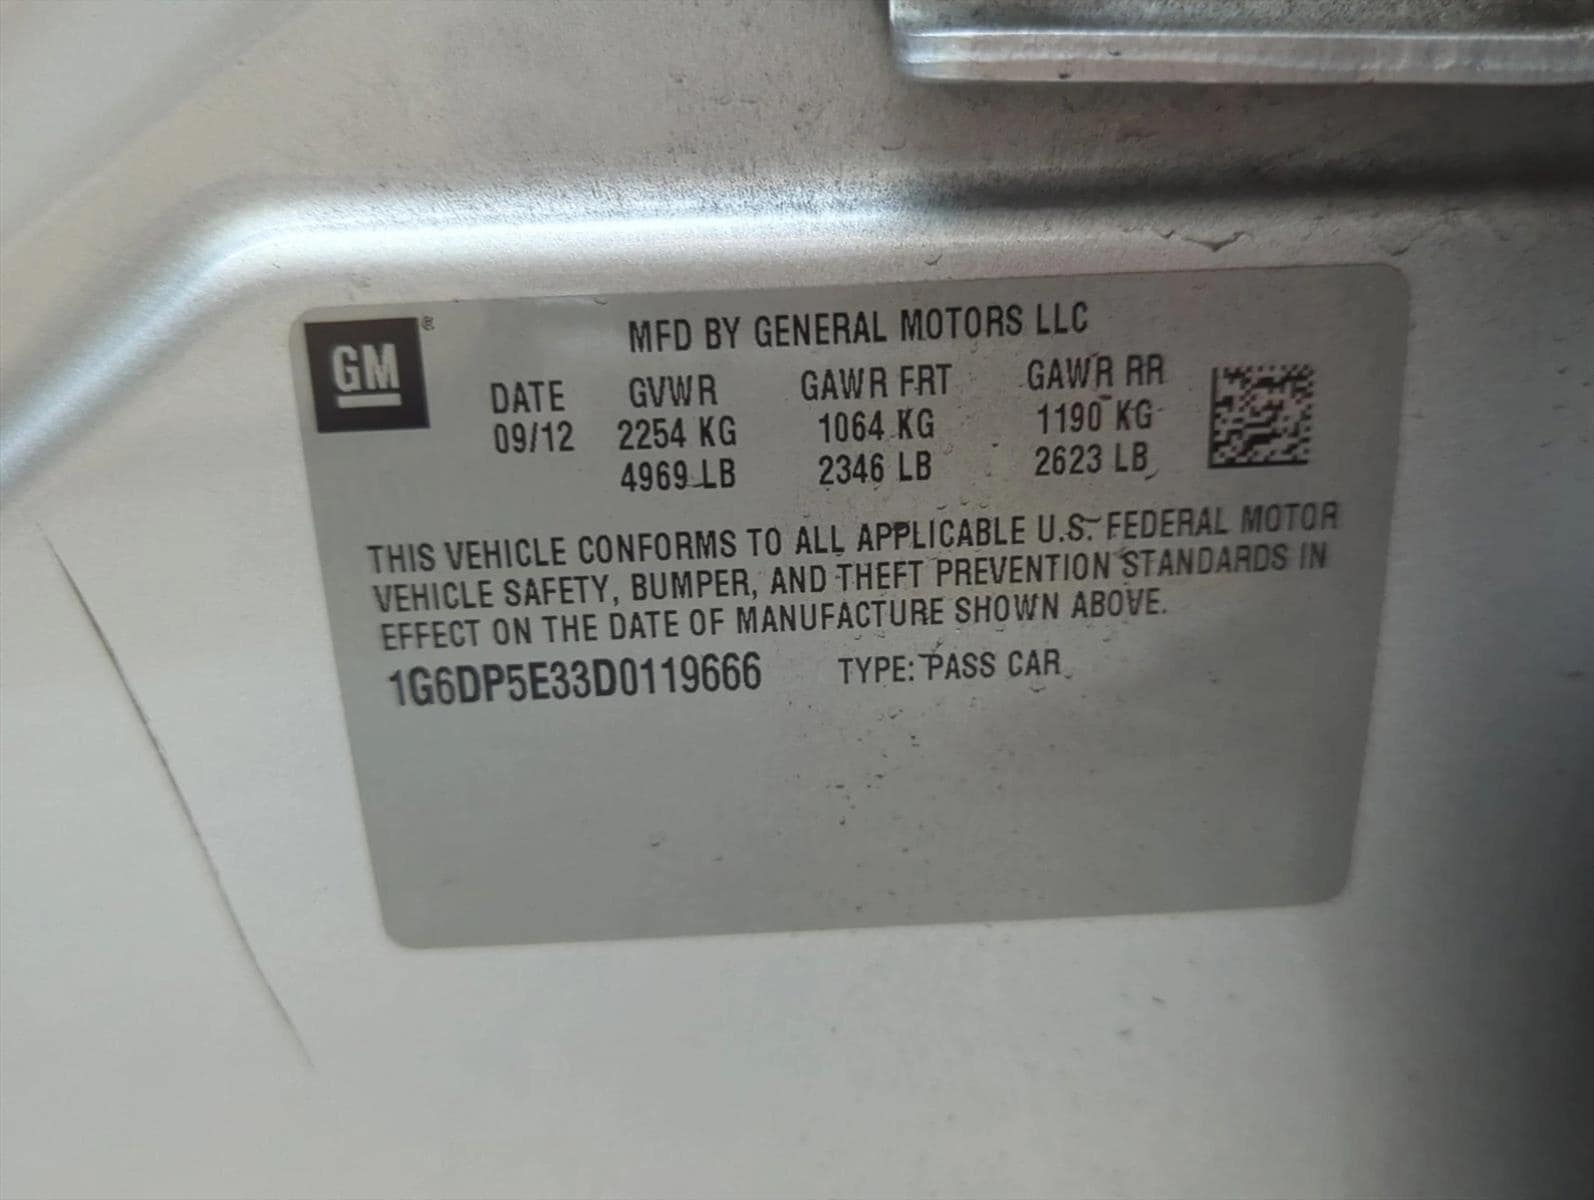 GM®
MFD BY GENERAL MOTORS LLC
DATE GVWR GAWR FRT GAWR RR
09/12 2254 KG 1064 KG 1190 KG
4969 LB 2346 LB 2623 LB
THIS VEHICLE CONFORMS TO ALL APPLICABLE U.S. FEDERAL MOTOR
VEHICLE SAFETY, BUMPER, AND THEFT PREVENTION STANDARDS IN
EFFECT ON THE DATE OF MANUFACTURE SHOWN ABOVE.
1G6DP5E33D0119666 TYPE: PASS CAR